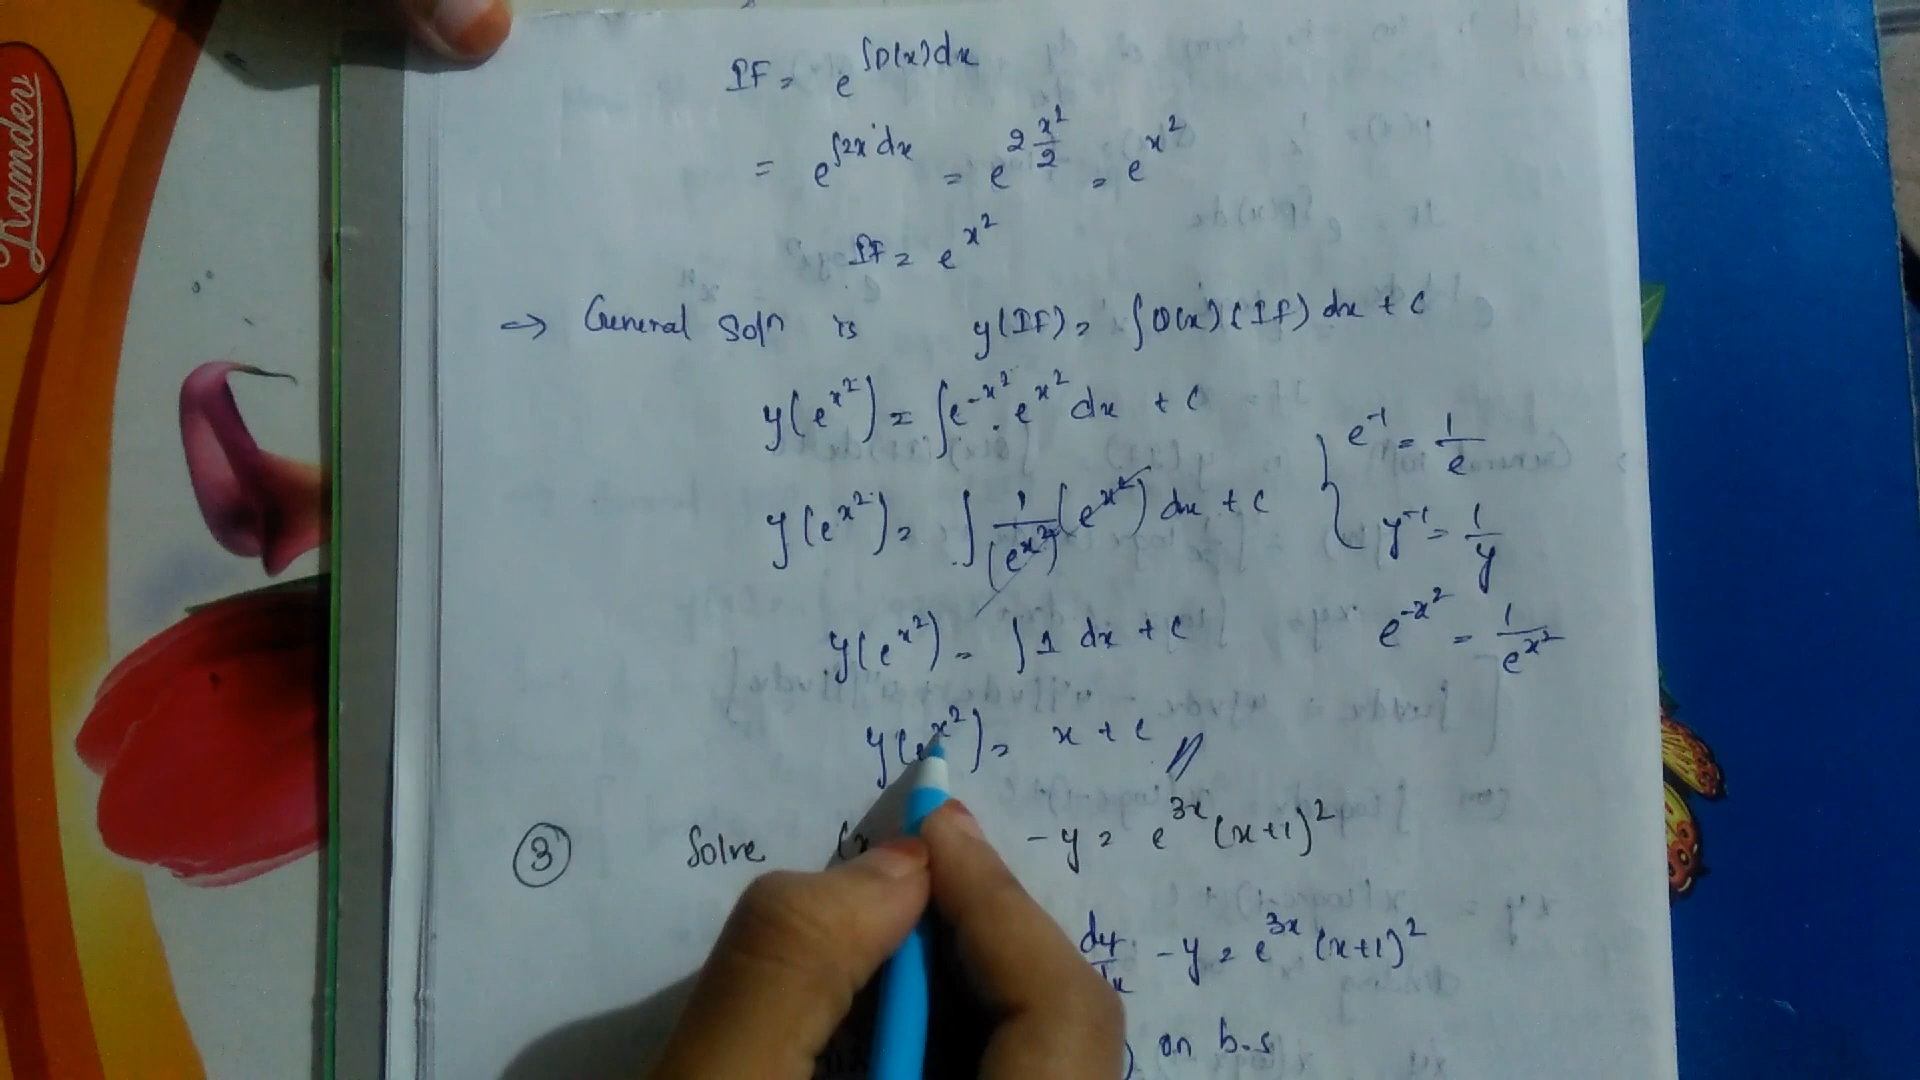 Ramdev
IF = e^∫P(x)dx
= e^∫2x dx = e^2 x²/2 = e^x²
IF = e^x²
⇒ General Soln is y(IF) = ∫Q(x)(IF) dx + c
y(e^x²) = ∫e^-x² . e^x² dx + c
e^-1 = 1/e
y(e^x²) = ∫ 1/(e^x²) (e^x²) dx + c
y^-1 = 1/y
y(e^x²) = ∫ 1 dx + c
e^-x² = 1/e^x²
y(e^x²) = x + c //
③ Solve (x - y = e^3x (x+1)²
dy/dx - y = e^3x (x+1)²
) on b.s